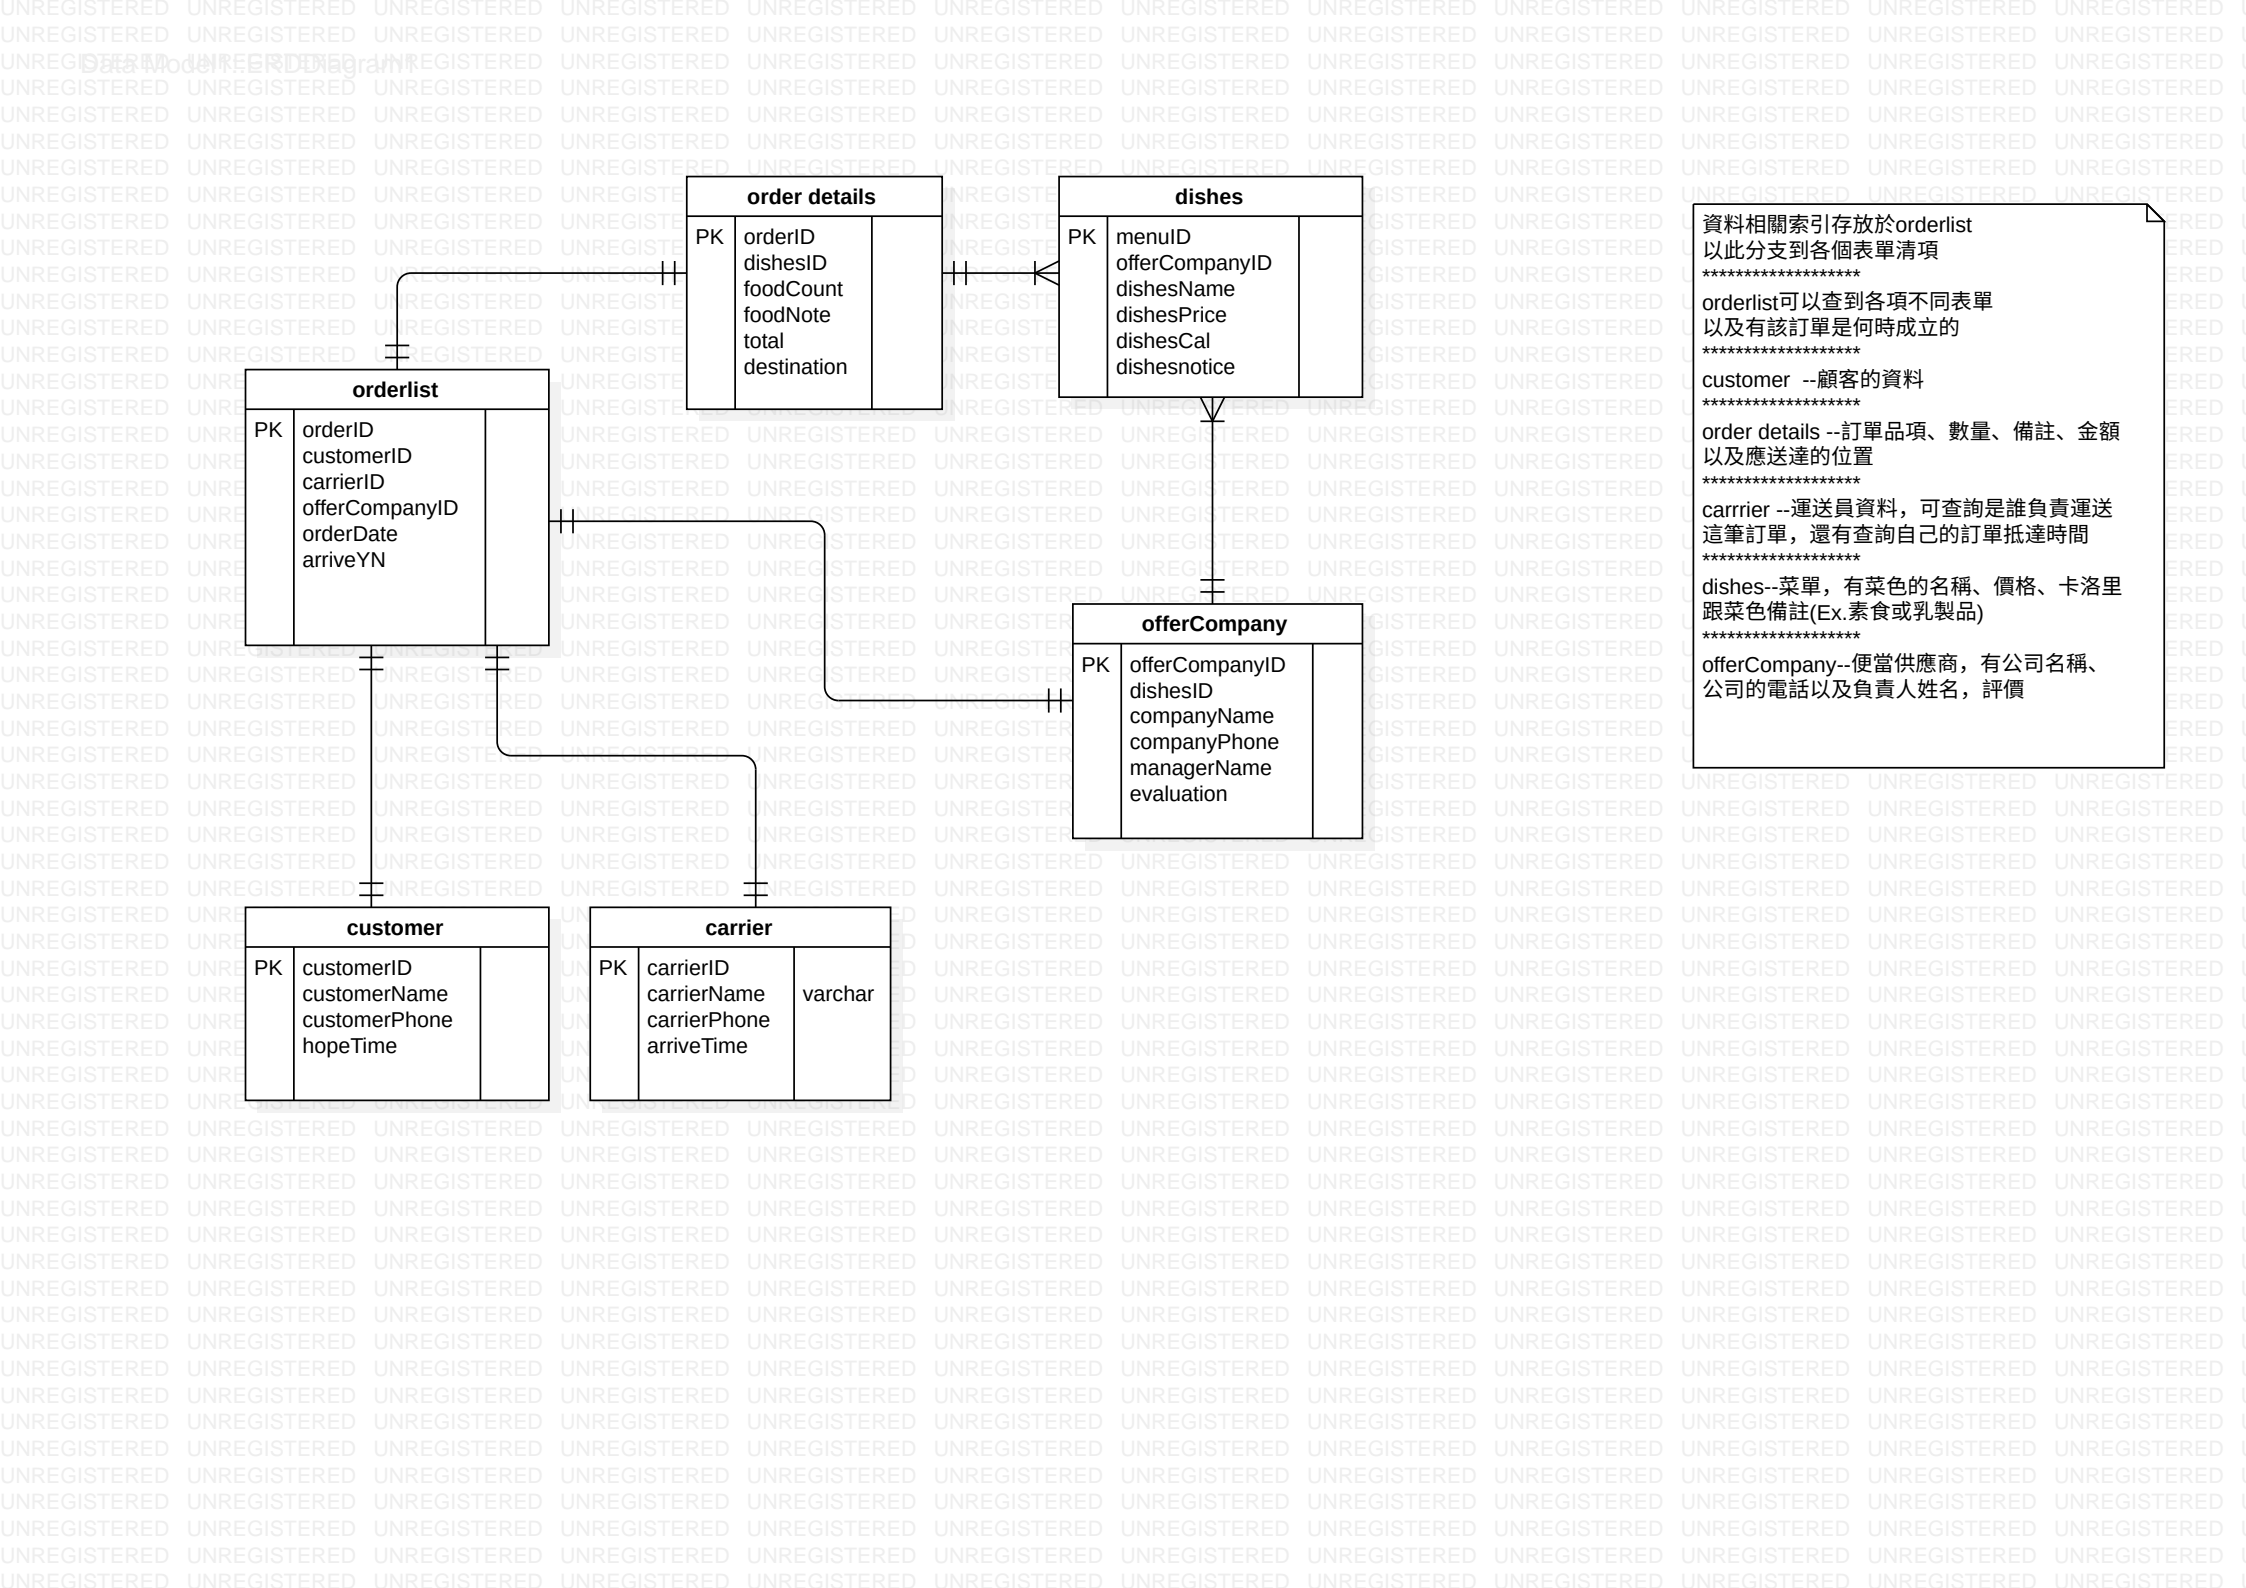 Data Model1::ERDDiagram1
order details
PK orderID
dishesID
foodCount
foodNote
total
destination
dishes
PK menuID
offerCompanyID
dishesName
dishesPrice
dishesCal
dishesnotice
orderlist
PK orderID
customerID
carrierID
offerCompanyID
orderDate
arriveYN
offerCompany
PK offerCompanyID
dishesID
companyName
companyPhone
managerName
evaluation
customer
PK customerID
customerName
customerPhone
hopeTime
carrier
PK carrierID
carrierName varchar
carrierPhone
arriveTime
資料相關索引存放於orderlist
以此分支到各個表單清項
*******************
orderlist可以查到各項不同表單
以及有該訂單是何時成立的
*******************
customer --顧客的資料
*******************
order details --訂單品項、數量、備註、金額
以及應送達的位置
*******************
carrrier --運送員資料，可查詢是誰負責運送
這筆訂單，還有查詢自己的訂單抵達時間
*******************
dishes--菜單，有菜色的名稱、價格、卡洛里
跟菜色備註(Ex.素食或乳製品)
*******************
offerCompany--便當供應商，有公司名稱、
公司的電話以及負責人姓名，評價
UNREGISTERED